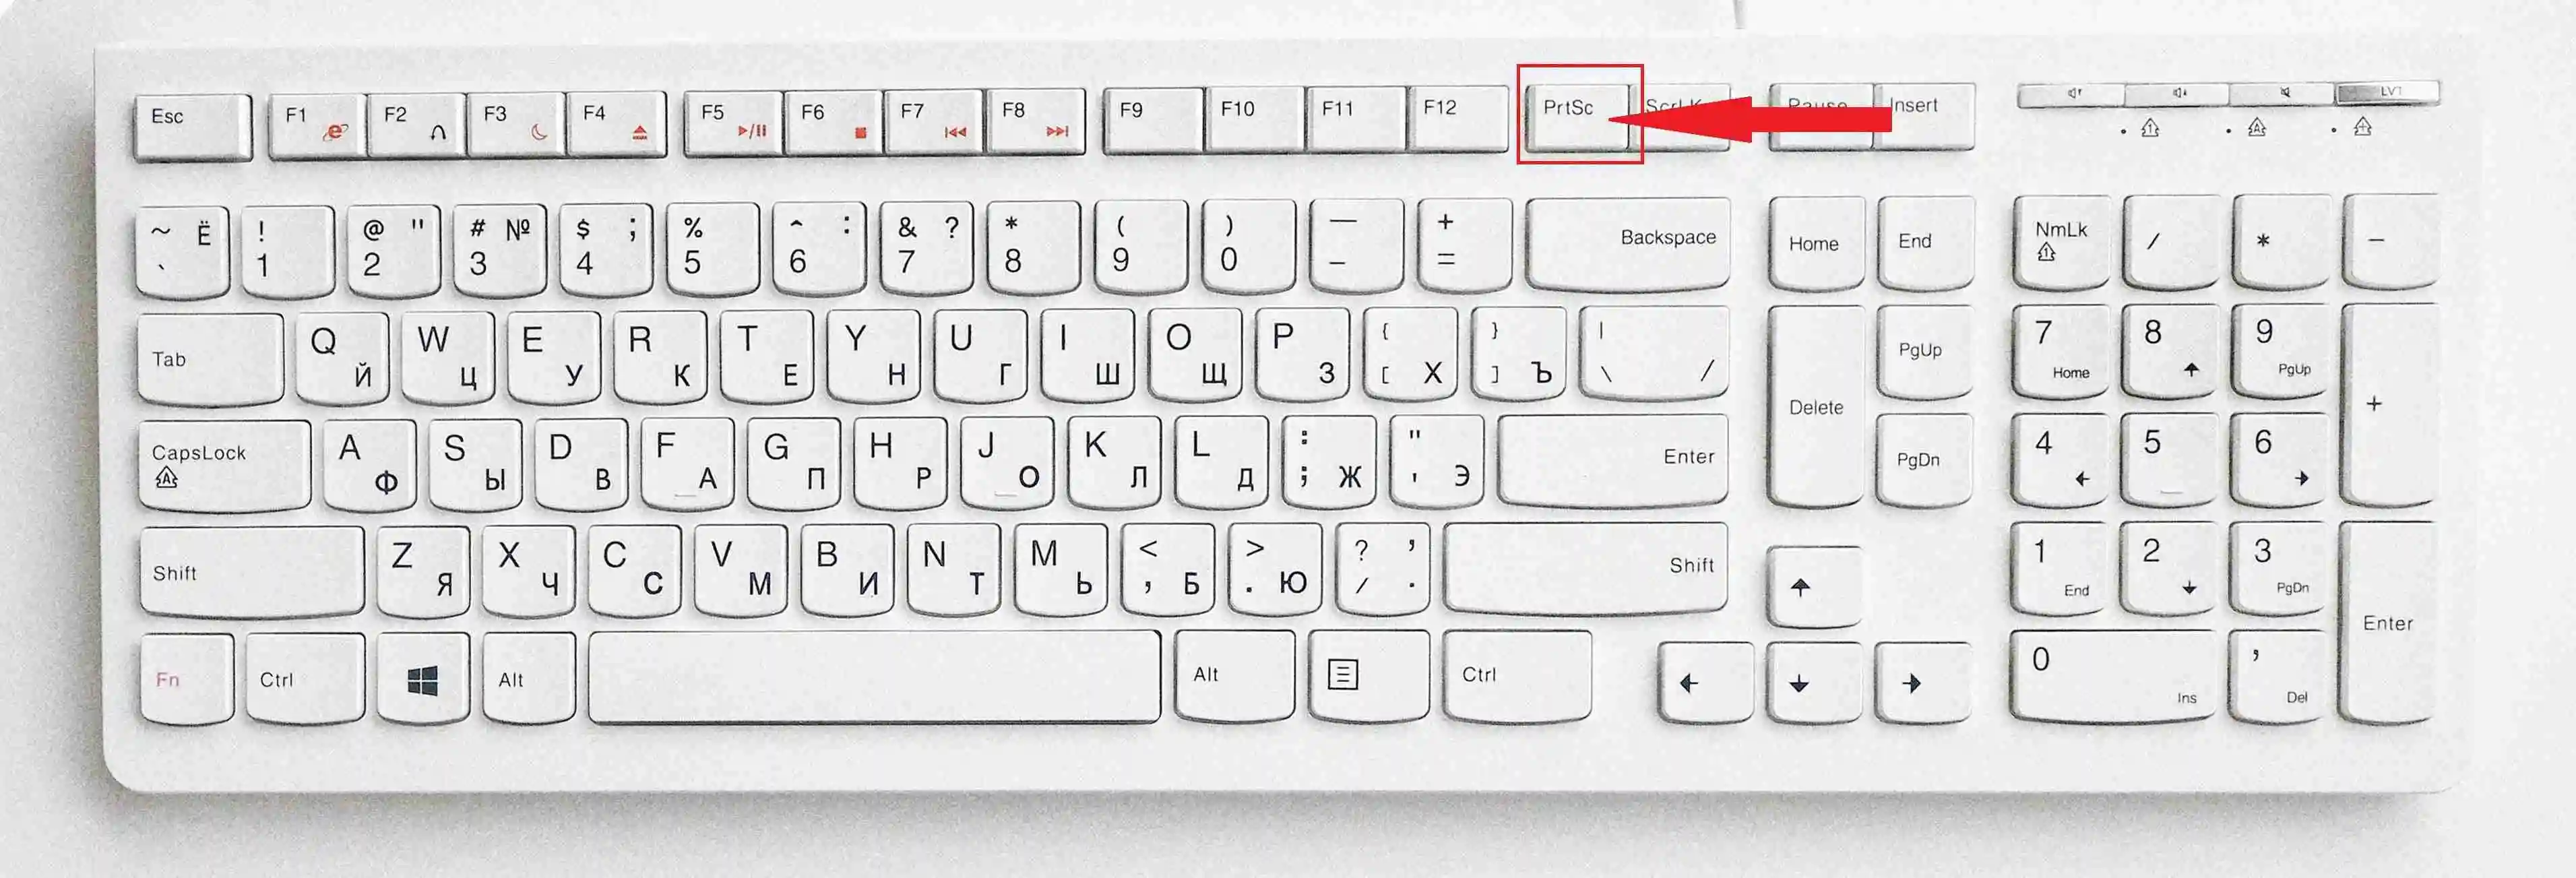 Esc F1 F2 F3 F4 F5 F6 F7 F8 F9 F10 F11 F12 PrtSc Insert LV1
~ Ё ` ! 1 @ " 2 # № 3 $ ; 4 % 5 ^ : 6 & ? 7 * 8 ( 9 ) 0 — - + = Backspace Home End NmLk / * -
Tab Q Й W Ц E У R К T Е Y Н U Г I Ш O Щ P З { [ Х } ] Ъ | \ / Delete PgUp 7 Home 8 9 PgUp +
CapsLock A Ф S Ы D В F А G П H Р J О K Л L Д : ; Ж " ' Э Enter PgDn 4 5 6
Shift Z Я X Ч C С V М B И N Т M Ь < , Б > . Ю ? , / . Shift 1 End 2 3 PgDn Enter
Fn Ctrl Alt Alt Ctrl 0 Ins , Del